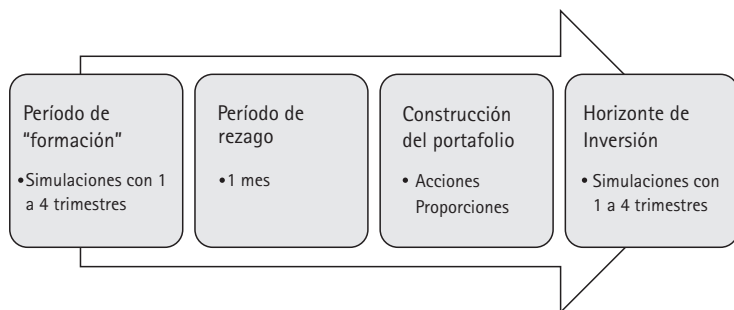 Período de
"formación"
•Simulaciones con 1
a 4 trimestres
Período de
rezago
•1 mes
Construcción
del portafolio
• Acciones
Proporciones
Horizonte de
Inversión
• Simulaciones con
1 a 4 trimestres